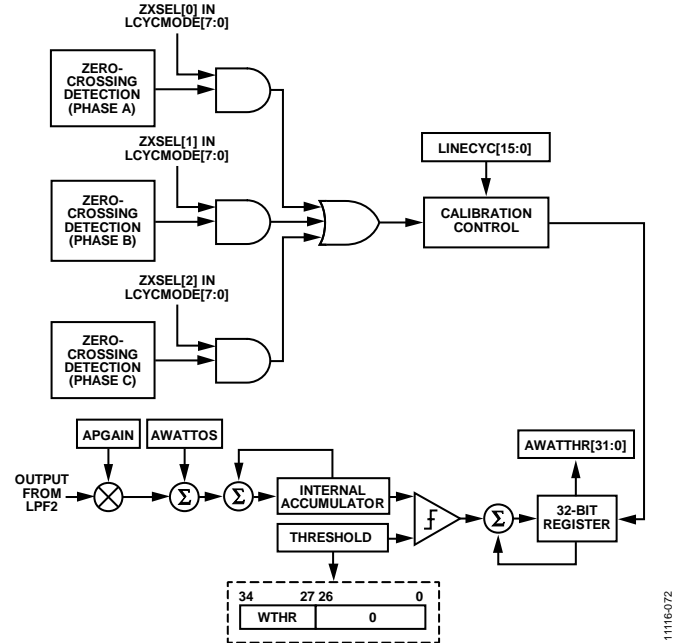 ZXSEL[0] IN
LCYCMODE[7:0]
ZERO-
CROSSING
DETECTION
(PHASE A)
ZXSEL[1] IN
LCYCMODE[7:0]
ZERO-
CROSSING
DETECTION
(PHASE B)
ZXSEL[2] IN
LCYCMODE[7:0]
ZERO-
CROSSING
DETECTION
(PHASE C)
LINECYC[15:0]
CALIBRATION
CONTROL
APGAIN
AWATTOS
AWATTHR[31:0]
OUTPUT
FROM
LPF2
Σ
Σ
INTERNAL
ACCUMULATOR
THRESHOLD
Σ
32-BIT
REGISTER
34 27 26 0
WTHR 0
11116-072